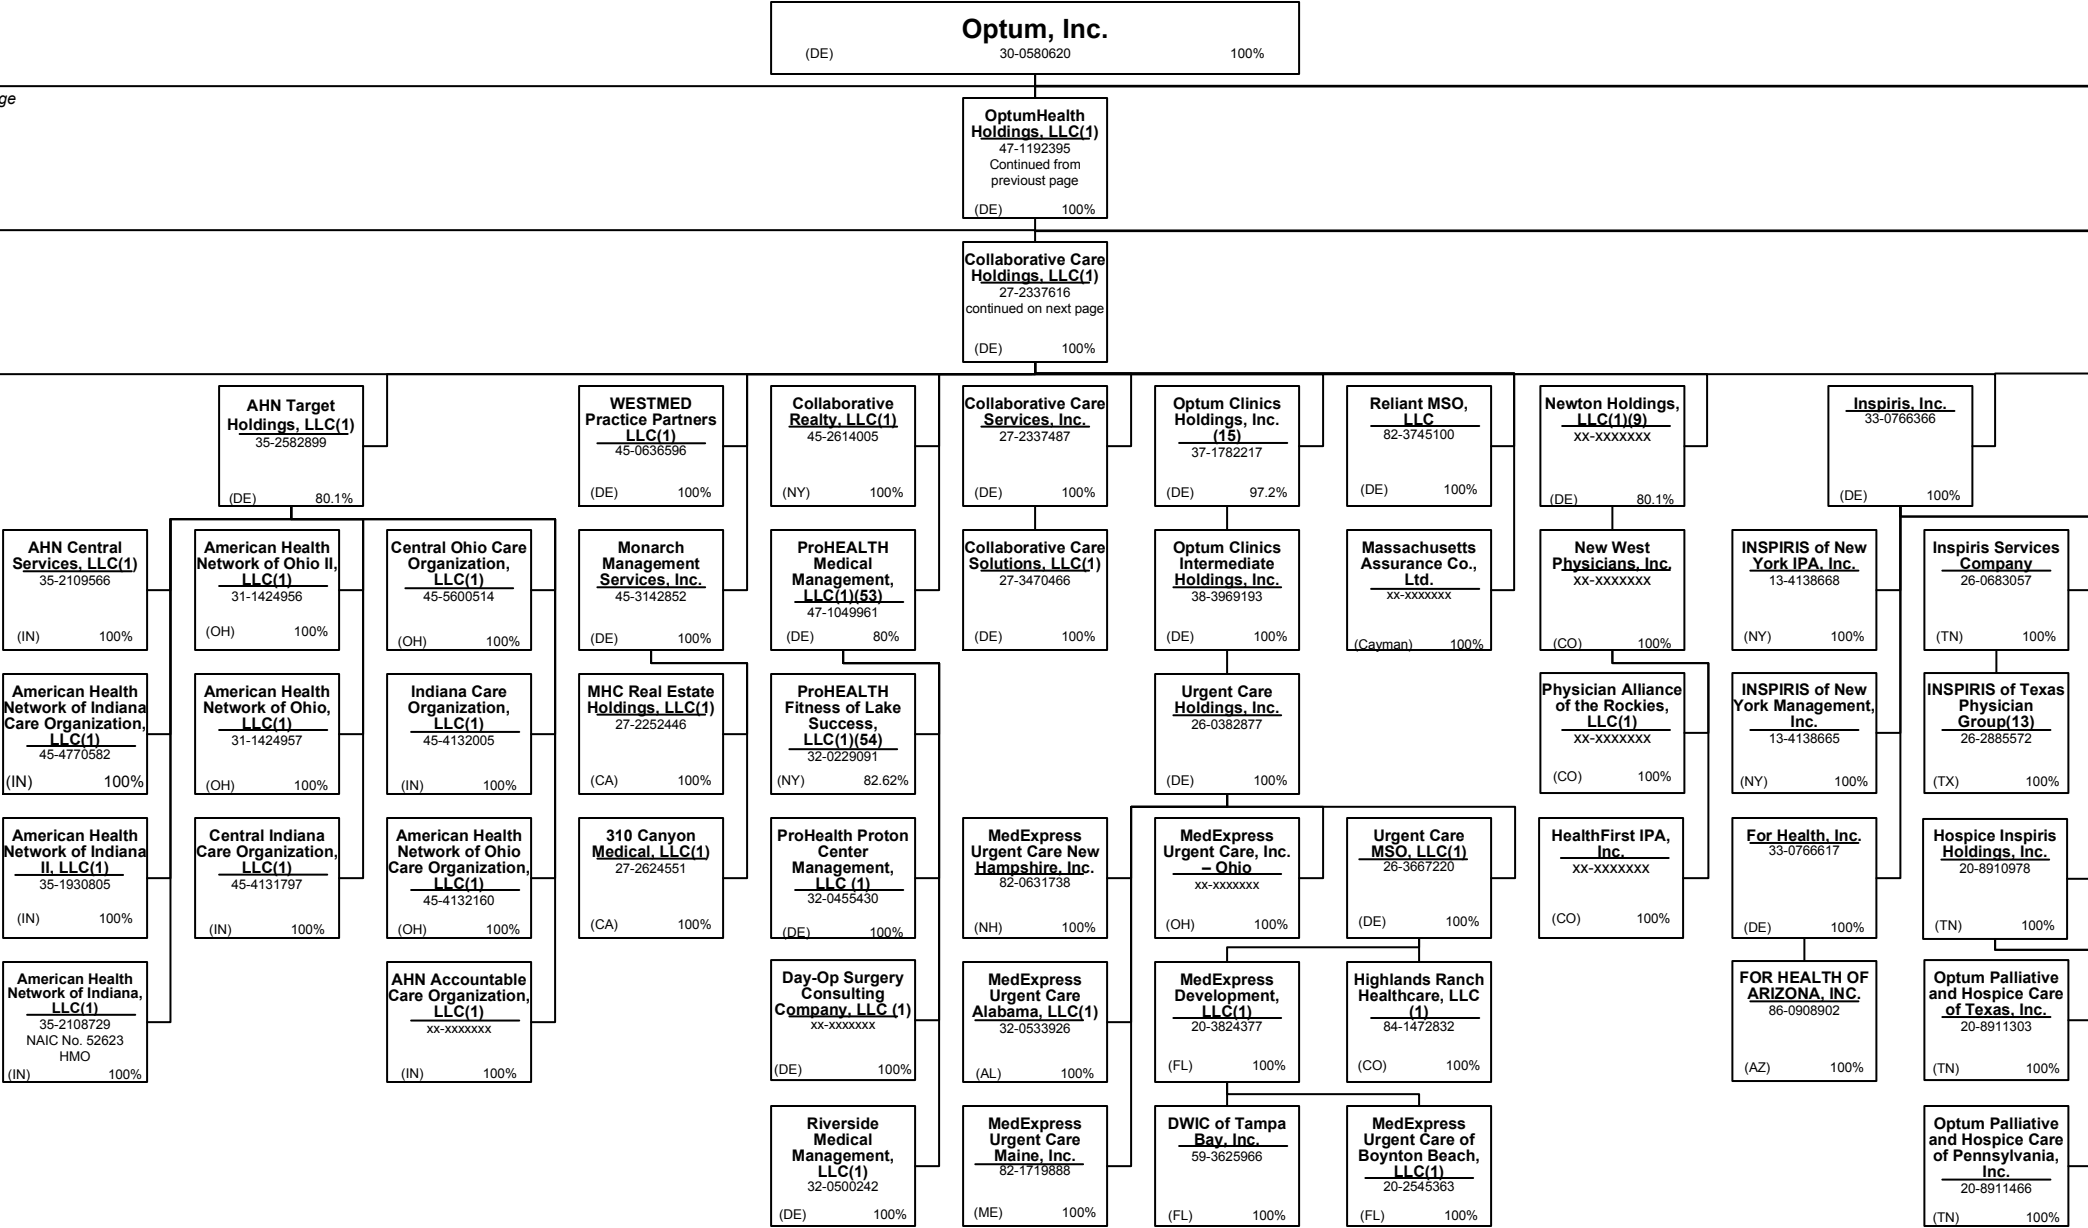 Optum, Inc.
(DE) 30-0580620 100%
ge
OptumHealth
Holdings, LLC(1)
47-1192395
Continued from
previoust page
(DE) 100%
Collaborative Care
Holdings, LLC(1)
27-2337616
continued on next page
(DE) 100%
AHN Target
Holdings, LLC(1)
35-2582899
(DE) 80.1%
WESTMED
Practice Partners
LLC(1)
45-0636596
(DE) 100%
Collaborative
Realty, LLC(1)
45-2614005
(NY) 100%
Collaborative Care
Services, Inc.
27-2337487
(DE) 100%
Optum Clinics
Holdings, Inc.
(15)
37-1782217
(DE) 97.2%
Reliant MSO,
LLC
82-3745100
(DE) 100%
Newton Holdings,
LLC(1)(9)
xx-xxxxxxx
(DE) 80.1%
Inspiris, Inc.
33-0766366
(DE) 100%
AHN Central
Services, LLC(1)
35-2109566
(IN) 100%
American Health
Network of Ohio II,
LLC(1)
31-1424956
(OH) 100%
Central Ohio Care
Organization,
LLC(1)
45-5600514
(OH) 100%
Monarch
Management
Services, Inc.
45-3142852
(DE) 100%
ProHEALTH
Medical
Management,
LLC(1)(53)
47-1049961
(DE) 80%
Collaborative Care
Solutions, LLC(1)
27-3470466
(DE) 100%
Optum Clinics
Intermediate
Holdings, Inc.
38-3969193
(DE) 100%
Massachusetts
Assurance Co.,
Ltd.
xx-xxxxxxx
(Cayman) 100%
New West
Physicians, Inc.
xx-xxxxxxx
(CO) 100%
INSPIRIS of New
York IPA, Inc.
13-4138668
(NY) 100%
Inspiris Services
Company
26-0683057
(TN) 100%
American Health
Network of Indiana
Care Organization,
LLC(1)
45-4770582
(IN) 100%
American Health
Network of Ohio,
LLC(1)
31-1424957
(OH) 100%
Indiana Care
Organization,
LLC(1)
45-4132005
(IN) 100%
MHC Real Estate
Holdings, LLC(1)
27-2252446
(CA) 100%
ProHEALTH
Fitness of Lake
Success,
LLC(1)(54)
32-0229091
(NY) 82.62%
Urgent Care
Holdings, Inc.
26-0382877
(DE) 100%
Physician Alliance
of the Rockies,
LLC(1)
xx-xxxxxxx
(CO) 100%
INSPIRIS of New
York Management,
Inc.
13-4138665
(NY) 100%
INSPIRIS of Texas
Physician
Group(13)
26-2885572
(TX) 100%
American Health
Network of Indiana
II, LLC(1)
35-1930805
(IN) 100%
Central Indiana
Care Organization,
LLC(1)
45-4131797
(IN) 100%
American Health
Network of Ohio
Care Organization,
LLC(1)
45-4132160
(OH) 100%
310 Canyon
Medical, LLC(1)
27-2624551
(CA) 100%
ProHealth Proton
Center
Management,
LLC (1)
32-0455430
(DE) 100%
MedExpress
Urgent Care New
Hampshire, Inc.
82-0631738
(NH) 100%
MedExpress
Urgent Care, Inc.
– Ohio
xx-xxxxxxx
(OH) 100%
Urgent Care
MSO, LLC(1)
26-3667220
(DE) 100%
HealthFirst IPA,
Inc.
xx-xxxxxxx
(CO) 100%
For Health, Inc.
33-0766617
(DE) 100%
Hospice Inspiris
Holdings, Inc.
20-8910978
(TN) 100%
American Health
Network of Indiana,
LLC(1)
35-2108729
NAIC No. 52623
HMO
(IN) 100%
AHN Accountable
Care Organization,
LLC(1)
xx-xxxxxxx
(IN) 100%
Day-Op Surgery
Consulting
Company, LLC (1)
xx-xxxxxxx
(DE) 100%
MedExpress
Urgent Care
Alabama, LLC(1)
32-0533926
(AL) 100%
MedExpress
Development,
LLC(1)
20-3824377
(FL) 100%
Highlands Ranch
Healthcare, LLC
(1)
84-1472832
(CO) 100%
FOR HEALTH OF
ARIZONA, INC.
86-0908902
(AZ) 100%
Optum Palliative
and Hospice Care
of Texas, Inc.
20-8911303
(TN) 100%
Riverside
Medical
Management,
LLC(1)
32-0500242
(DE) 100%
MedExpress
Urgent Care
Maine, Inc.
82-1719888
(ME) 100%
DWIC of Tampa
Bay, Inc.
59-3625966
(FL) 100%
MedExpress
Urgent Care of
Boynton Beach,
LLC(1)
20-2545363
(FL) 100%
Optum Palliative
and Hospice Care
of Pennsylvania,
Inc.
20-8911466
(TN) 100%